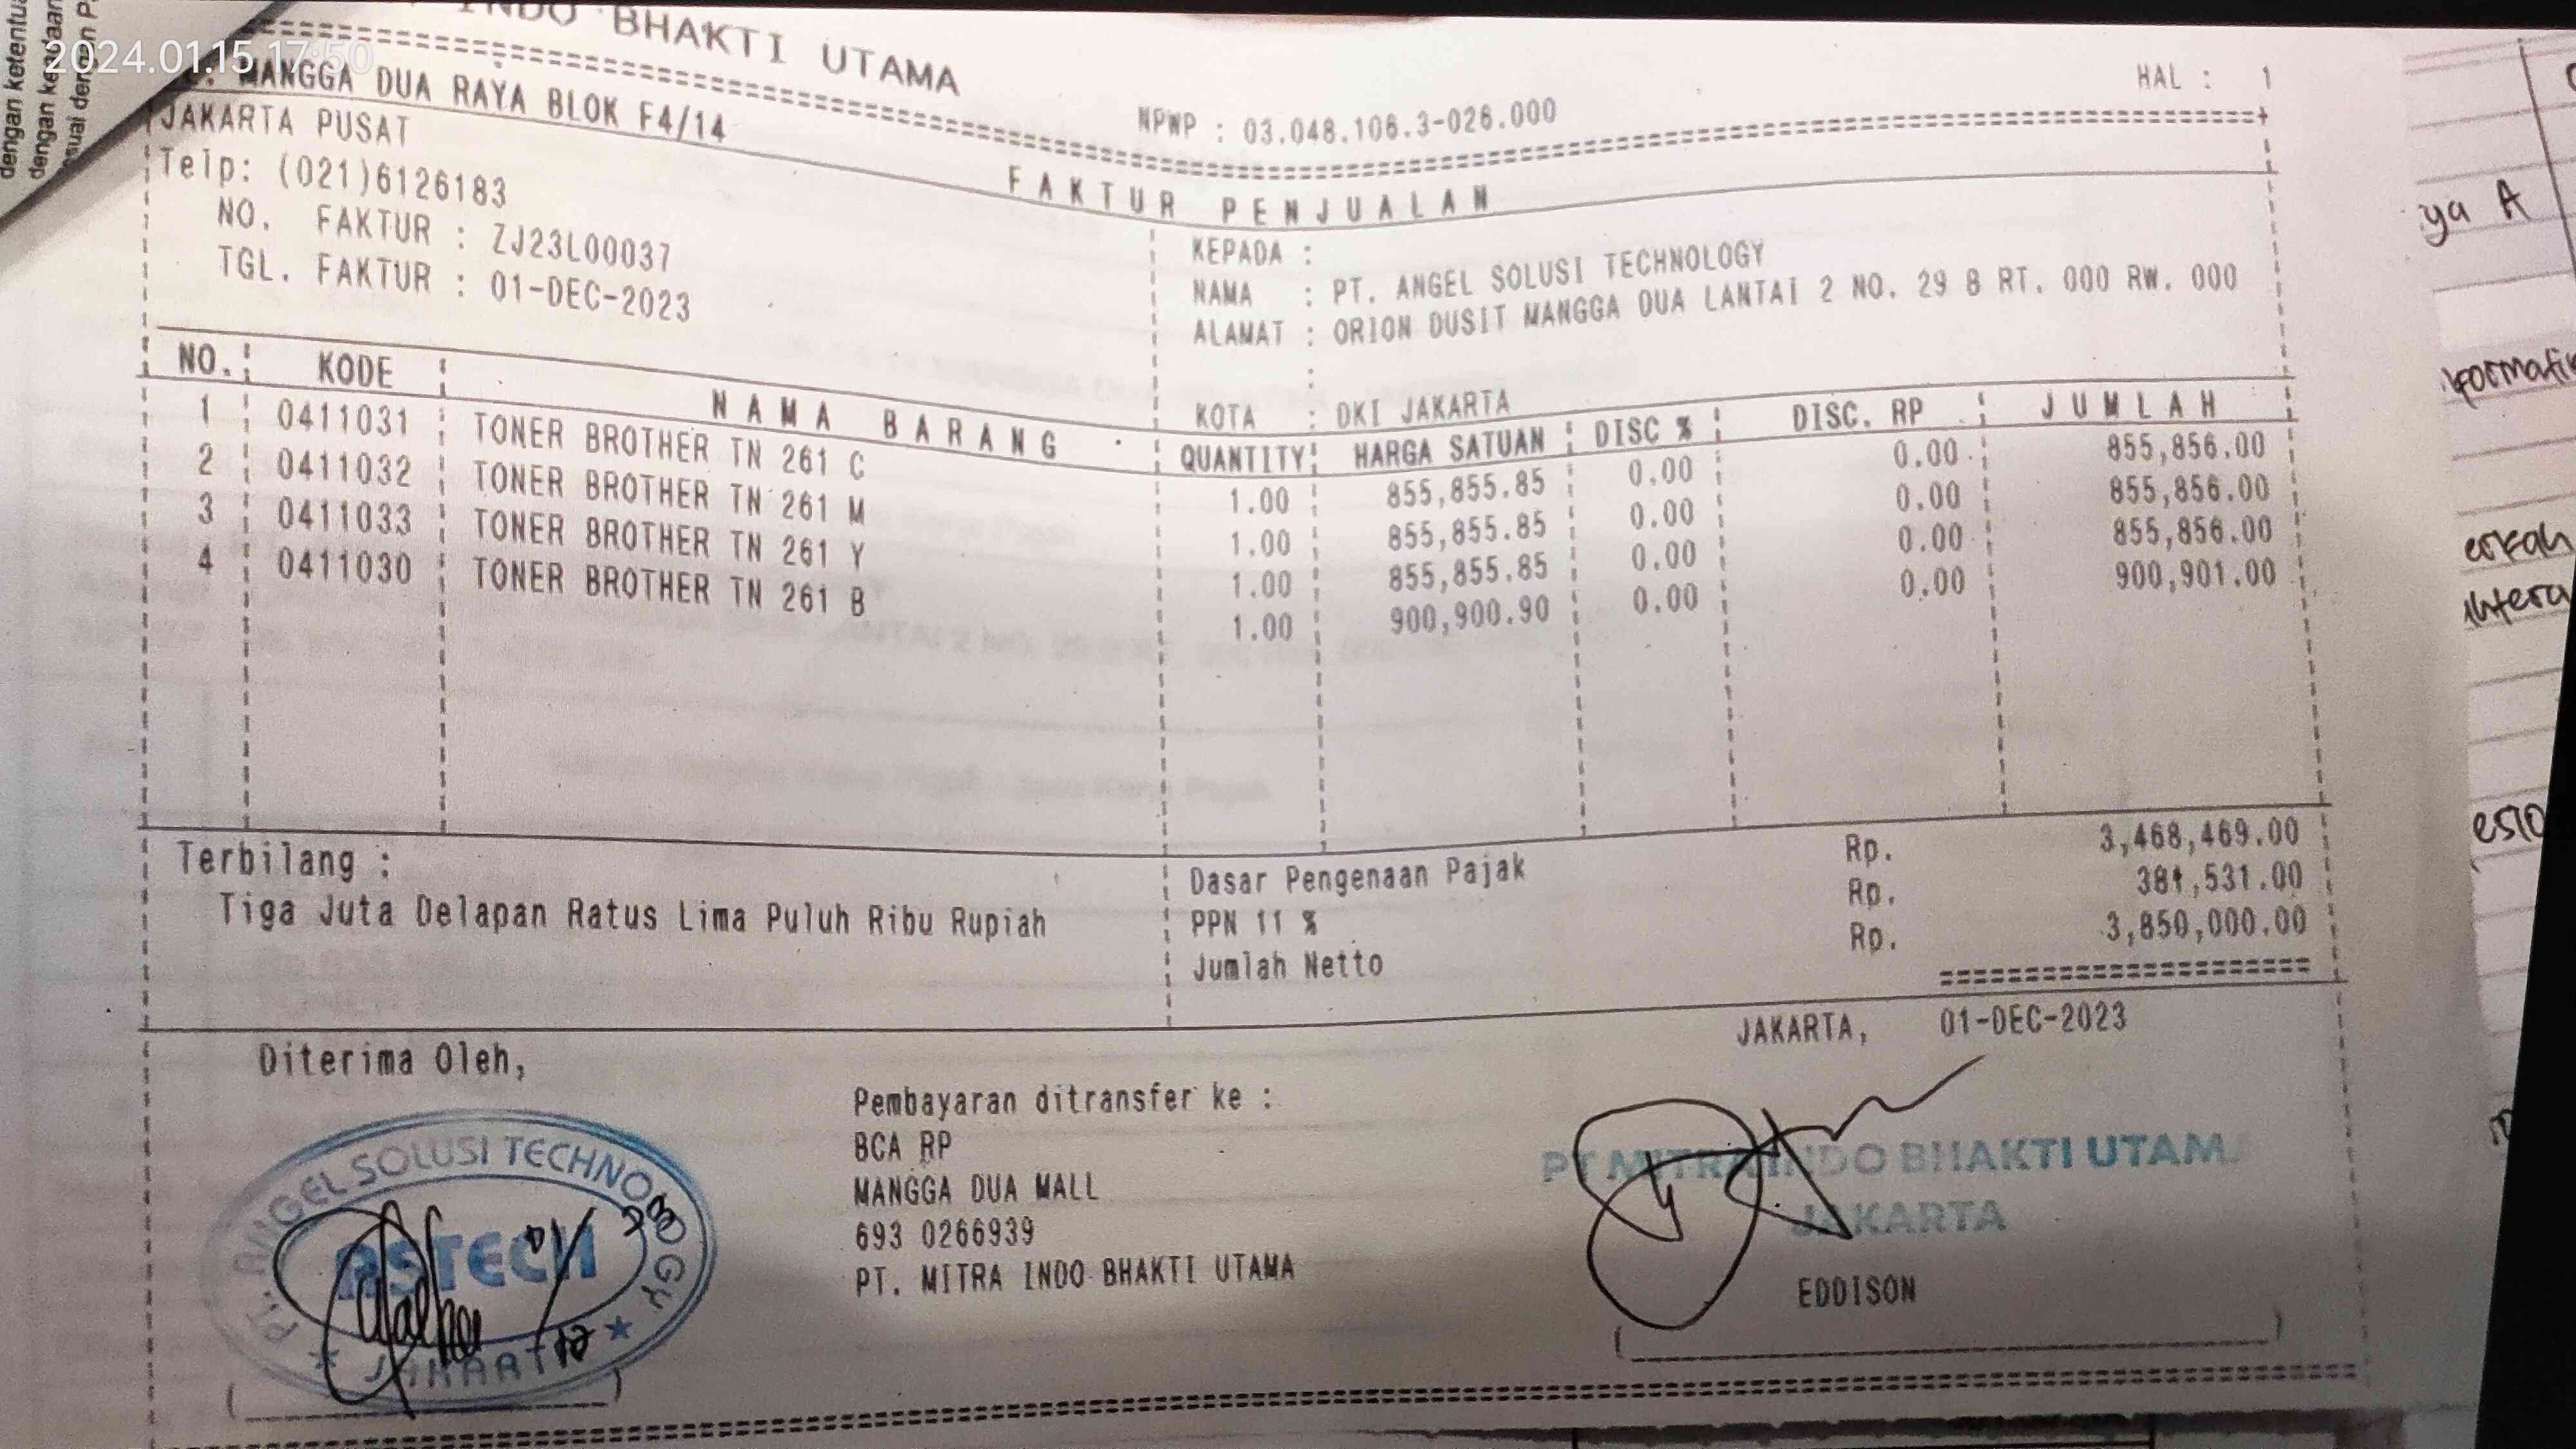 dengan ketentua
dengan keadaan
suai dengan P
2024.01.15 17:50
INDO BHAKTI UTAMA
HAL : 1
MANGGA DUA RAYA BLOK F4/14
NPWP : 03.048.106.3-026.000
JAKARTA PUSAT
Telp: (021)6126183
FAKTUR PENJUALAN
NO. FAKTUR : ZJ23L00037
TGL. FAKTUR : 01-DEC-2023
KEPADA :
NAMA : PT. ANGEL SOLUSI TECHNOLOGY
ALAMAT : ORION DUSIT MANGGA DUA LANTAI 2 NO. 29 B RT. 000 RW. 000
:
KOTA : DKI JAKARTA
NO. KODE NAMA BARANG QUANTITY HARGA SATUAN DISC % DISC. RP JUMLAH
1 0411031 TONER BROTHER TN 261 C 1.00 855,855.85 0.00 0.00 855,856.00
2 0411032 TONER BROTHER TN 261 M 1.00 855,855.85 0.00 0.00 855,856.00
3 0411033 TONER BROTHER TN 261 Y 1.00 855,855.85 0.00 0.00 855,856.00
4 0411030 TONER BROTHER TN 261 B 1.00 900,900.90 0.00 0.00 900,901.00
Terbilang :
Tiga Juta Delapan Ratus Lima Puluh Ribu Rupiah
Dasar Pengenaan Pajak Rp. 3,468,469.00
PPN 11 % Rp. 381,531.00
Jumlah Netto Rp. 3,850,000.00
JAKARTA, 01-DEC-2023
Diterima Oleh,
PT. ANGEL SOLUSI TECHNOLOGY
ASTECH
JAKARTA
Pembayaran ditransfer ke :
BCA RP
MANGGA DUA MALL
693 0266939
PT. MITRA INDO BHAKTI UTAMA
PT MITRA INDO BHAKTI UTAMA
JAKARTA
EDDISON
ya A